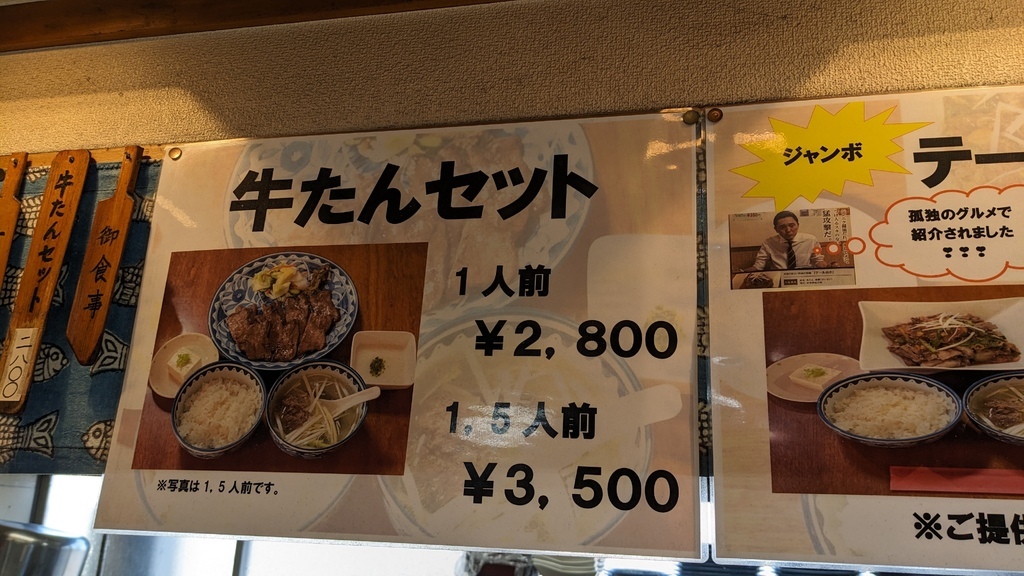 牛たんセット
二八〇〇
御食事
牛たんセット
1人前
￥2,800
1,5人前
￥3,500
※写真は1,5人前です。
ジャンボ
テー
孤独のグルメで
紹介されました
!!!
※ご提供